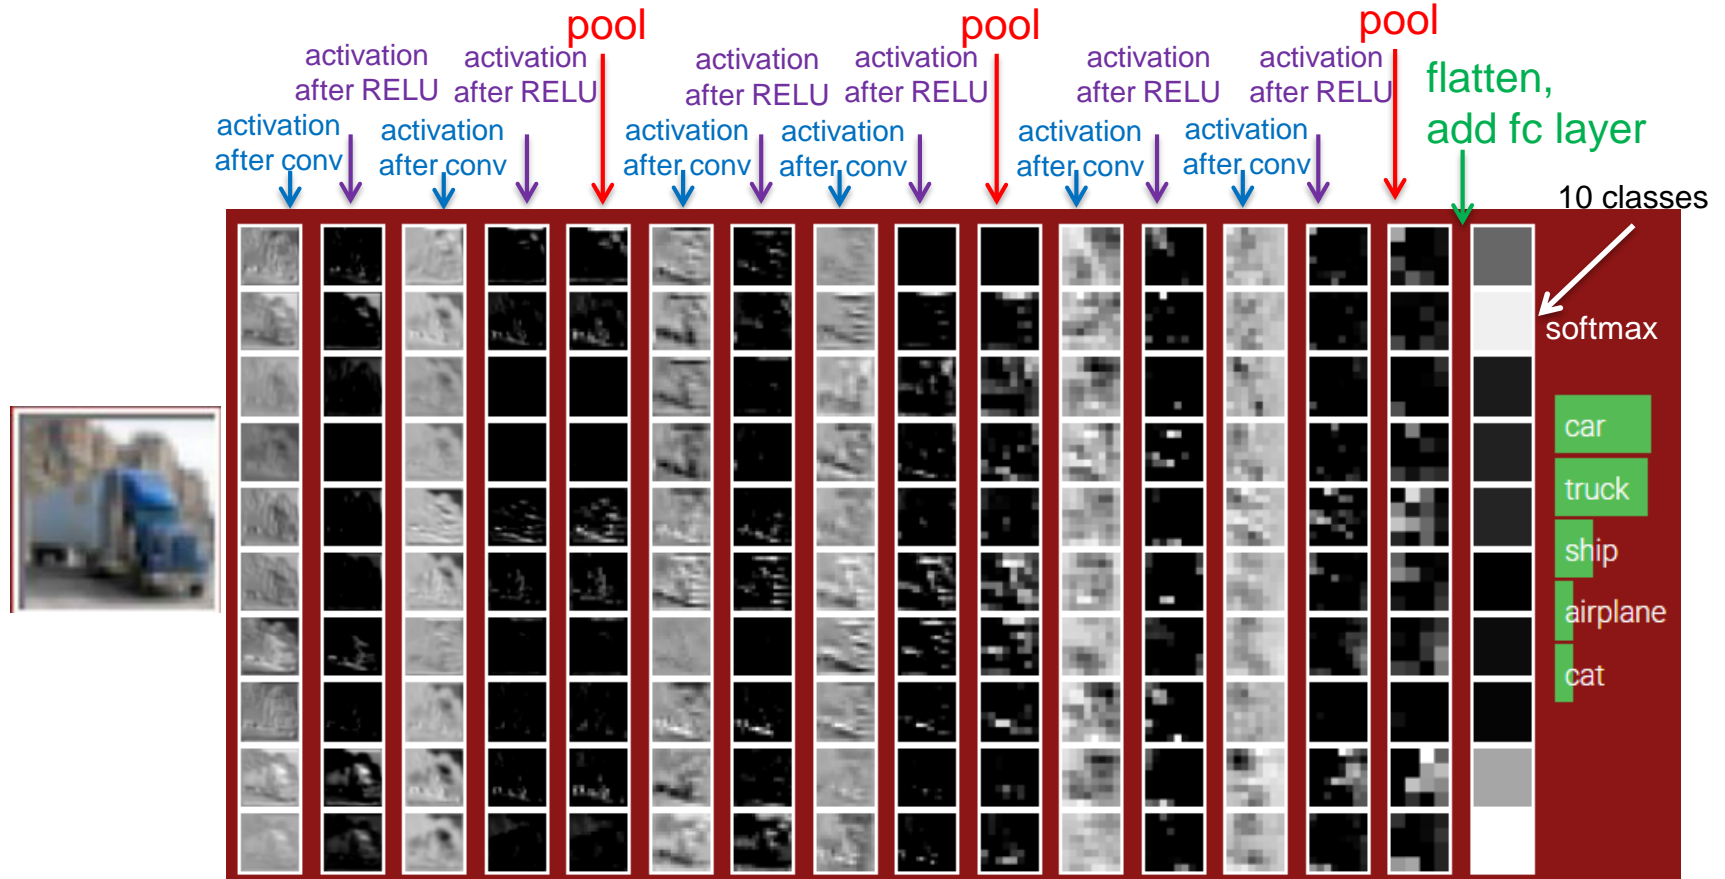 pool
pool
pool
activation
after RELU
activation
after RELU
activation
after RELU
activation
after RELU
activation
after RELU
activation
after RELU
flatten,
add fc layer
activation
after conv
activation
after conv
activation
after conv
activation
after conv
activation
after conv
activation
after conv
10 classes
softmax
car
truck
ship
airplane
cat